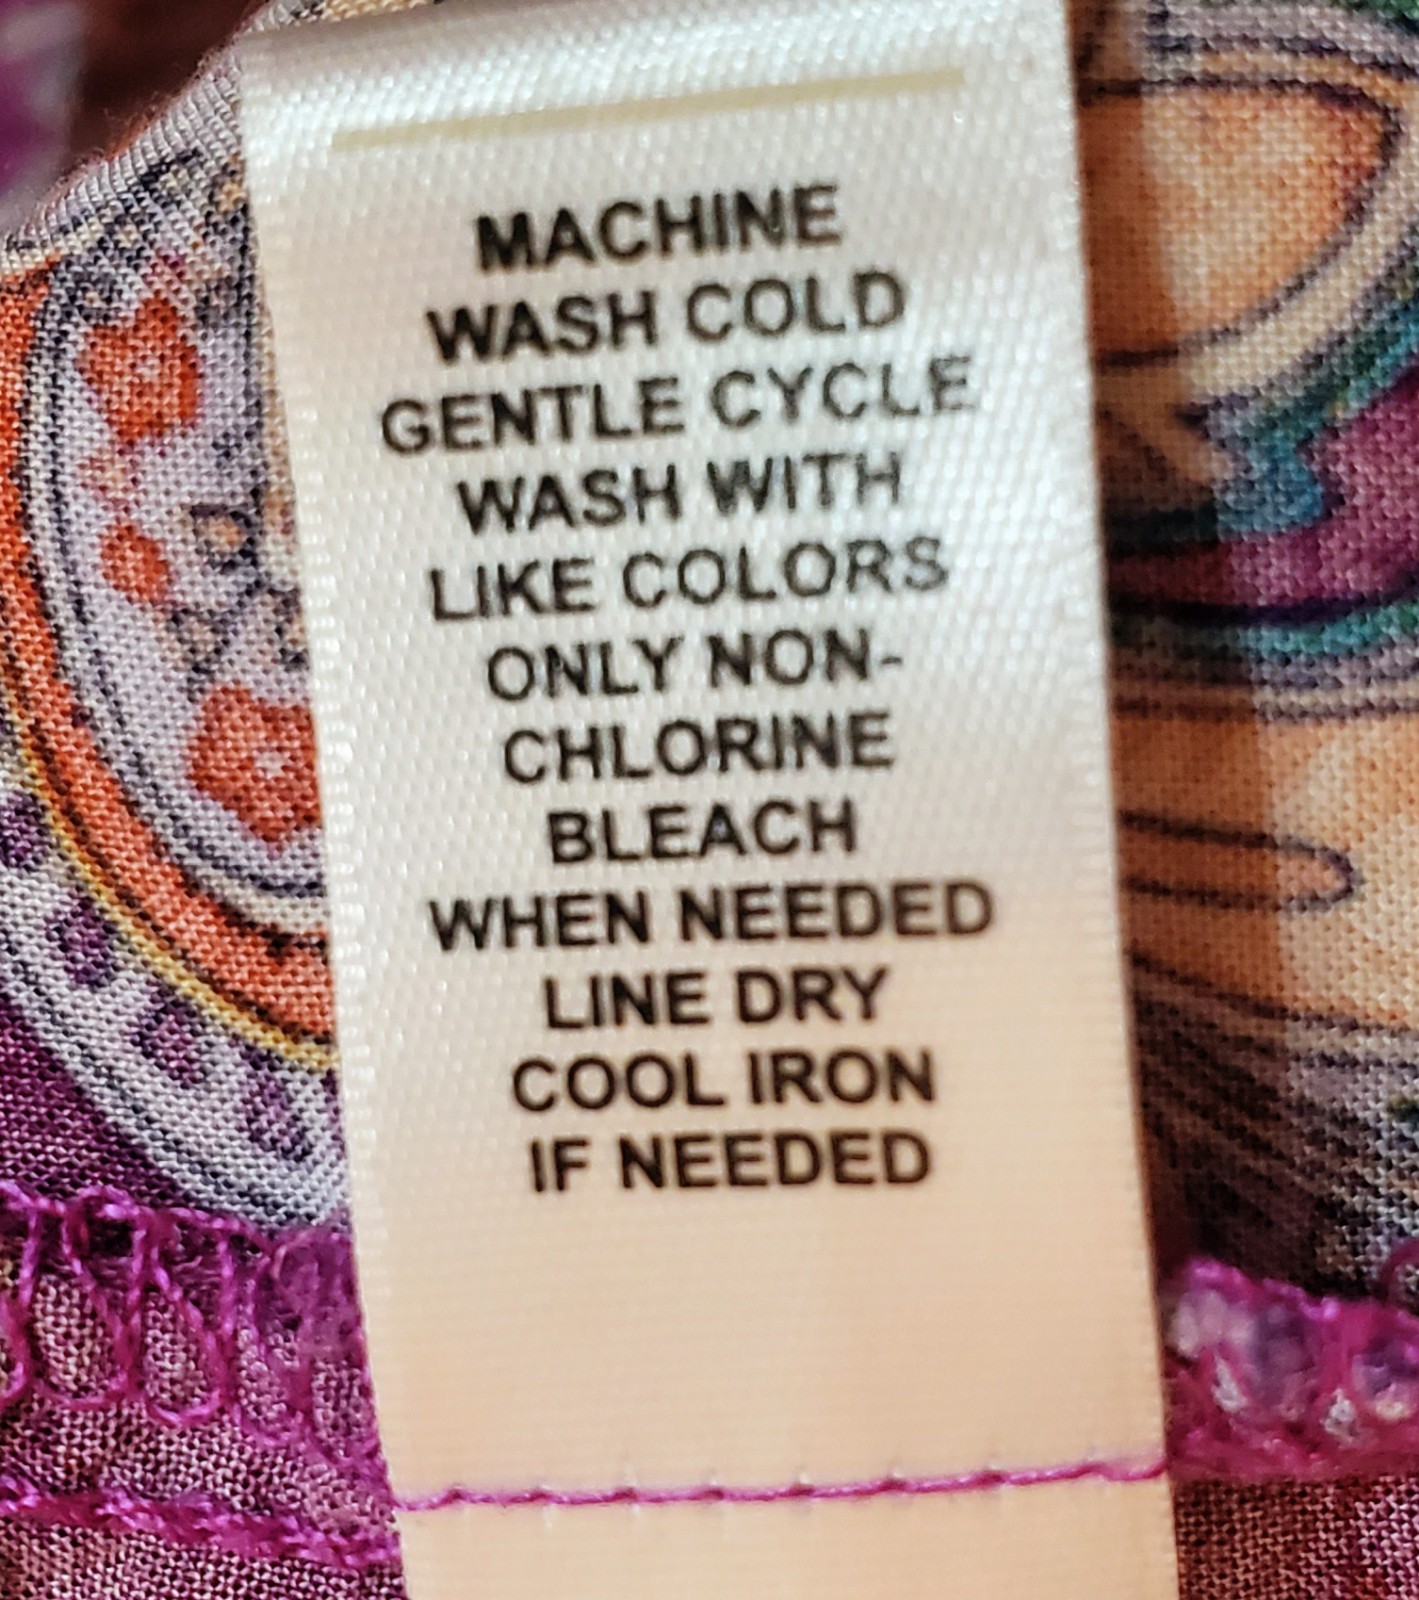 MACHINE
WASH COLD
GENTLE CYCLE
WASH WITH
LIKE COLORS
ONLY NON-
CHLORINE
BLEACH
WHEN NEEDED
LINE DRY
COOL IRON
IF NEEDED